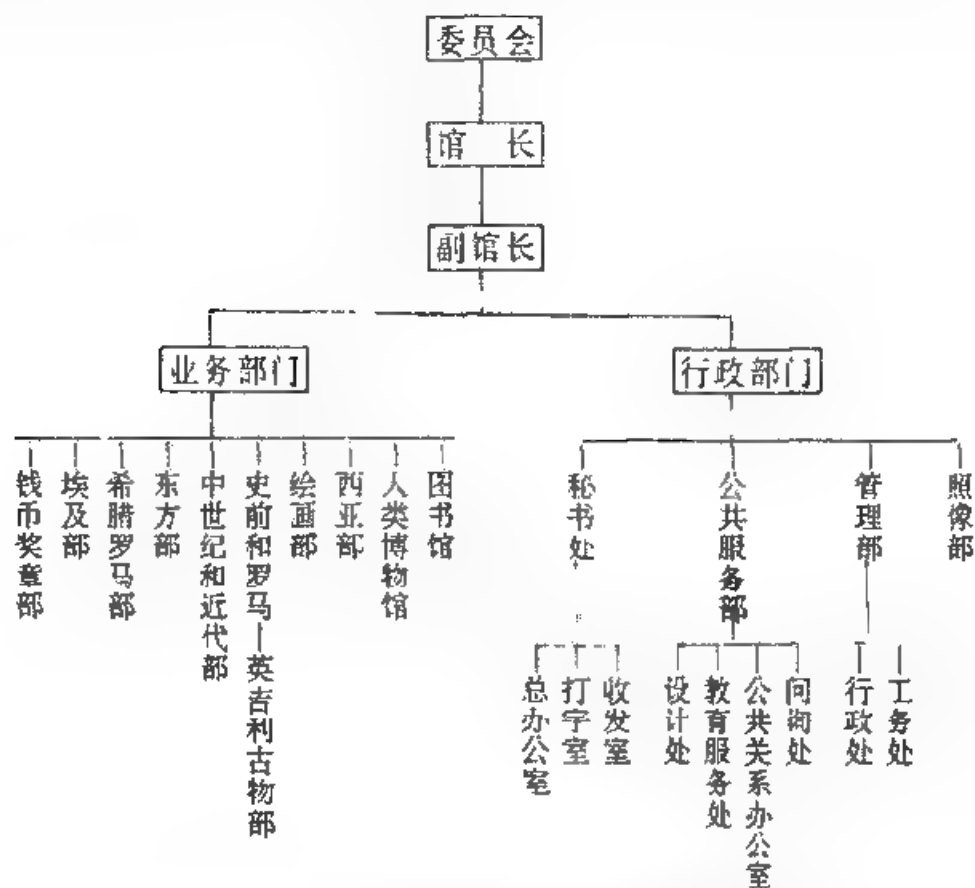 委员会
馆长
副馆长
业务部门
行政部门
钱币奖章部
埃及部
希腊罗马部
东方部
中世纪和近代部
史前和罗马—英吉利古物部
绘画部
西亚部
人类博物馆
图书馆
秘书处
公共服务部
管理部
照像部
总办公室
打字室
收发室
设计处
教育服务处
公共关系办公室
问询处
行政处
工务处